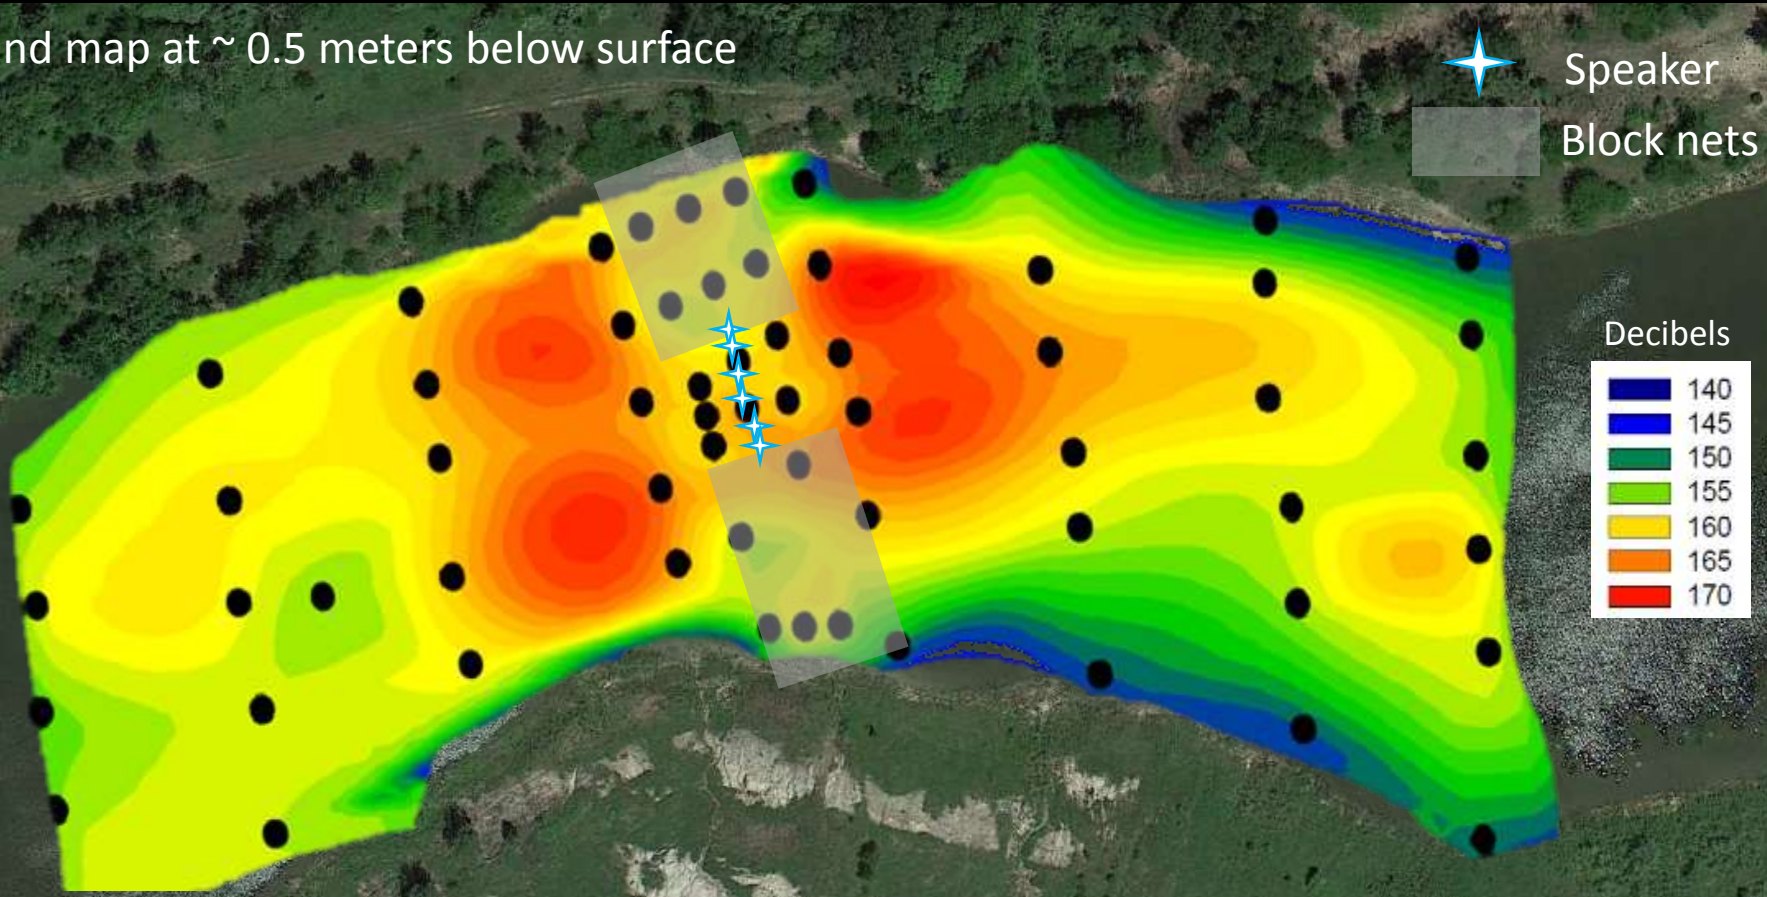 nd map at ~ 0.5 meters below surface
Speaker
Block nets
Decibels
140
145
150
155
160
165
170